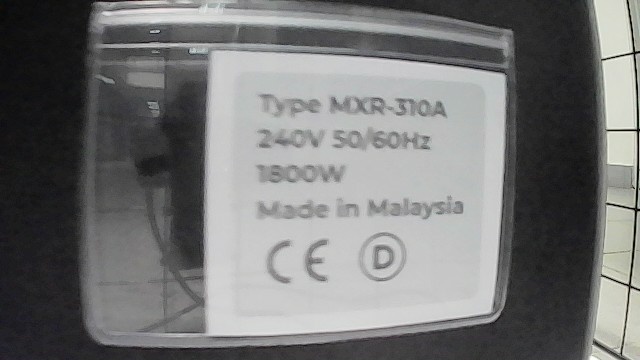 Type MXR-310A
240V 50/60Hz
1800W
Made in Malaysia
CE D